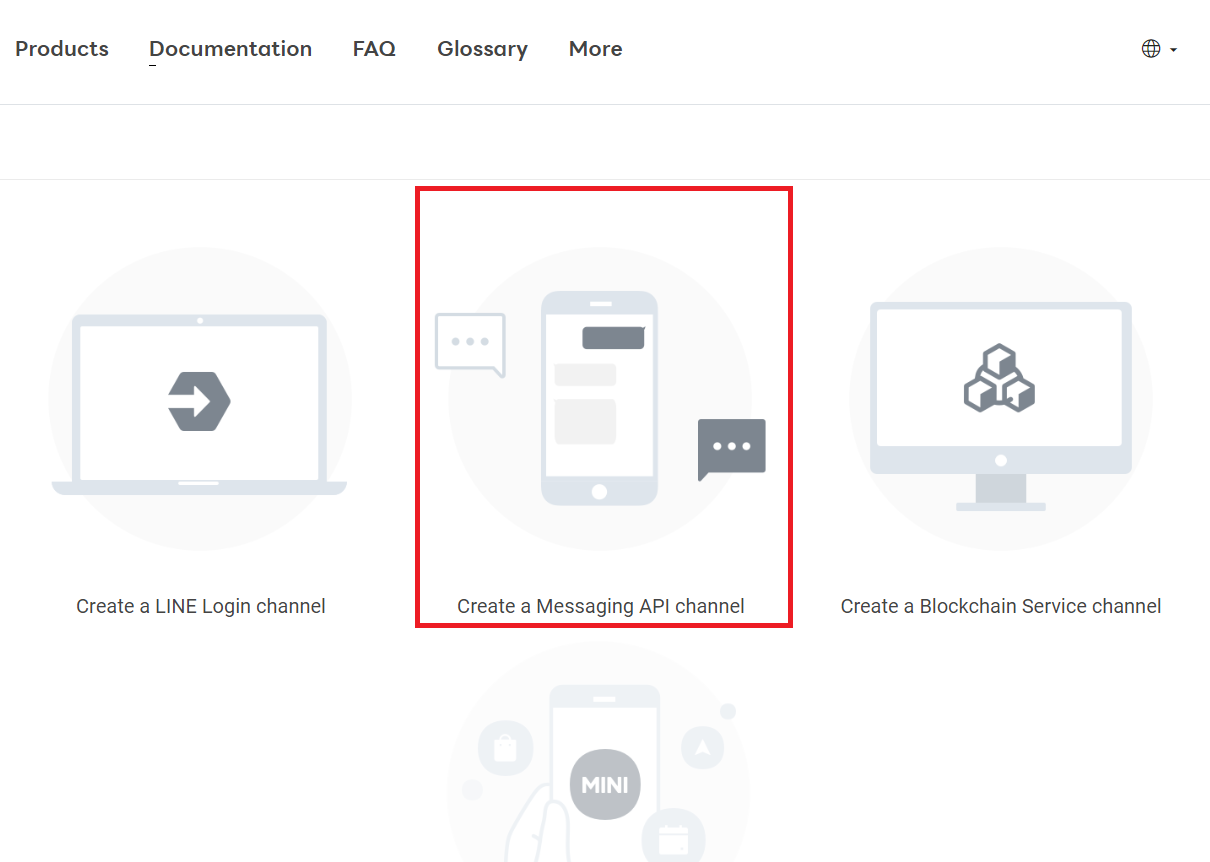 Products Documentation FAQ Glossary More
Create a LINE Login channel
Create a Messaging API channel
Create a Blockchain Service channel
MINI